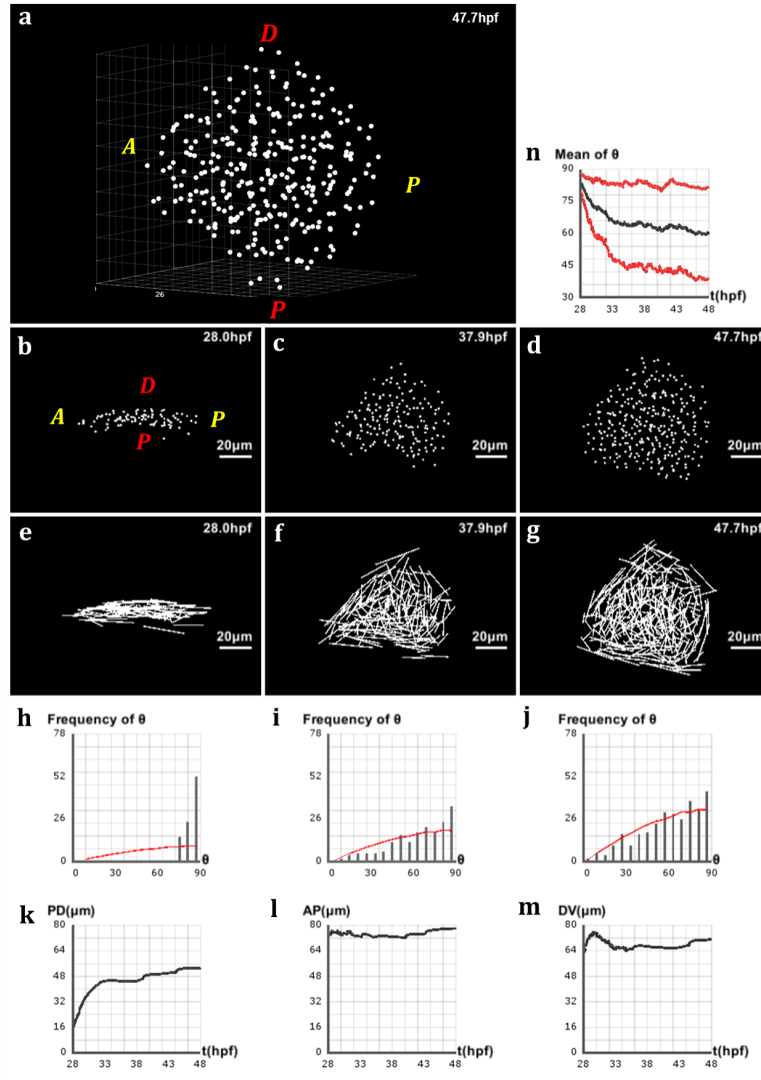 a
D
47.7hpf
A
P
26
P
n
Mean of θ
90
75
60
45
30
28 33 38 43 48
t(hpf)
b
28.0hpf
D
A
P
P
20μm
c
37.9hpf
20μm
d
47.7hpf
20μm
e
28.0hpf
20μm
f
37.9hpf
20μm
g
47.7hpf
20μm
h
Frequency of θ
78
52
26
0
θ
0 30 60 90
i
Frequency of θ
78
52
26
0
θ
0 30 60 90
j
Frequency of θ
78
52
26
0
θ
0 30 60 90
k
PD(μm)
80
64
48
32
16
0
t(hpf)
28 33 38 43 48
l
AP(μm)
80
64
48
32
16
0
t(hpf)
28 33 38 43 48
m
DV(μm)
80
64
48
32
16
0
t(hpf)
28 33 38 43 48